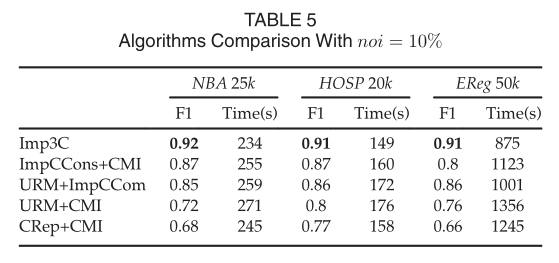 TABLE 5
Algorithms Comparison With noi = 10%
NBA 25k HOSP 20k EReg 50k
F1 Time(s) F1 Time(s) F1 Time(s)
Imp3C 0.92 234 0.91 149 0.91 875
ImpCCons+CMI 0.87 255 0.87 160 0.8 1123
URM+ImpCCom 0.85 259 0.86 172 0.86 1001
URM+CMI 0.72 271 0.8 176 0.76 1356
CRep+CMI 0.68 245 0.77 158 0.66 1245